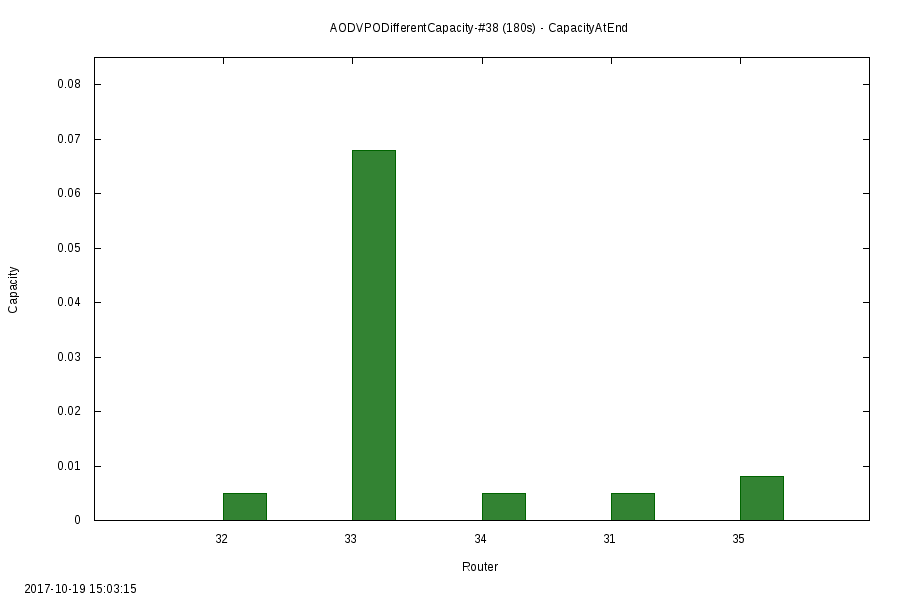 AODVPODifferentCapacity-#38 (180s) - CapacityAtEnd
0.08
0.07
0.06
0.05
0.04
0.03
0.02
0.01
0
Capacity
32 33 34 31 35
Router
2017-10-19 15:03:15